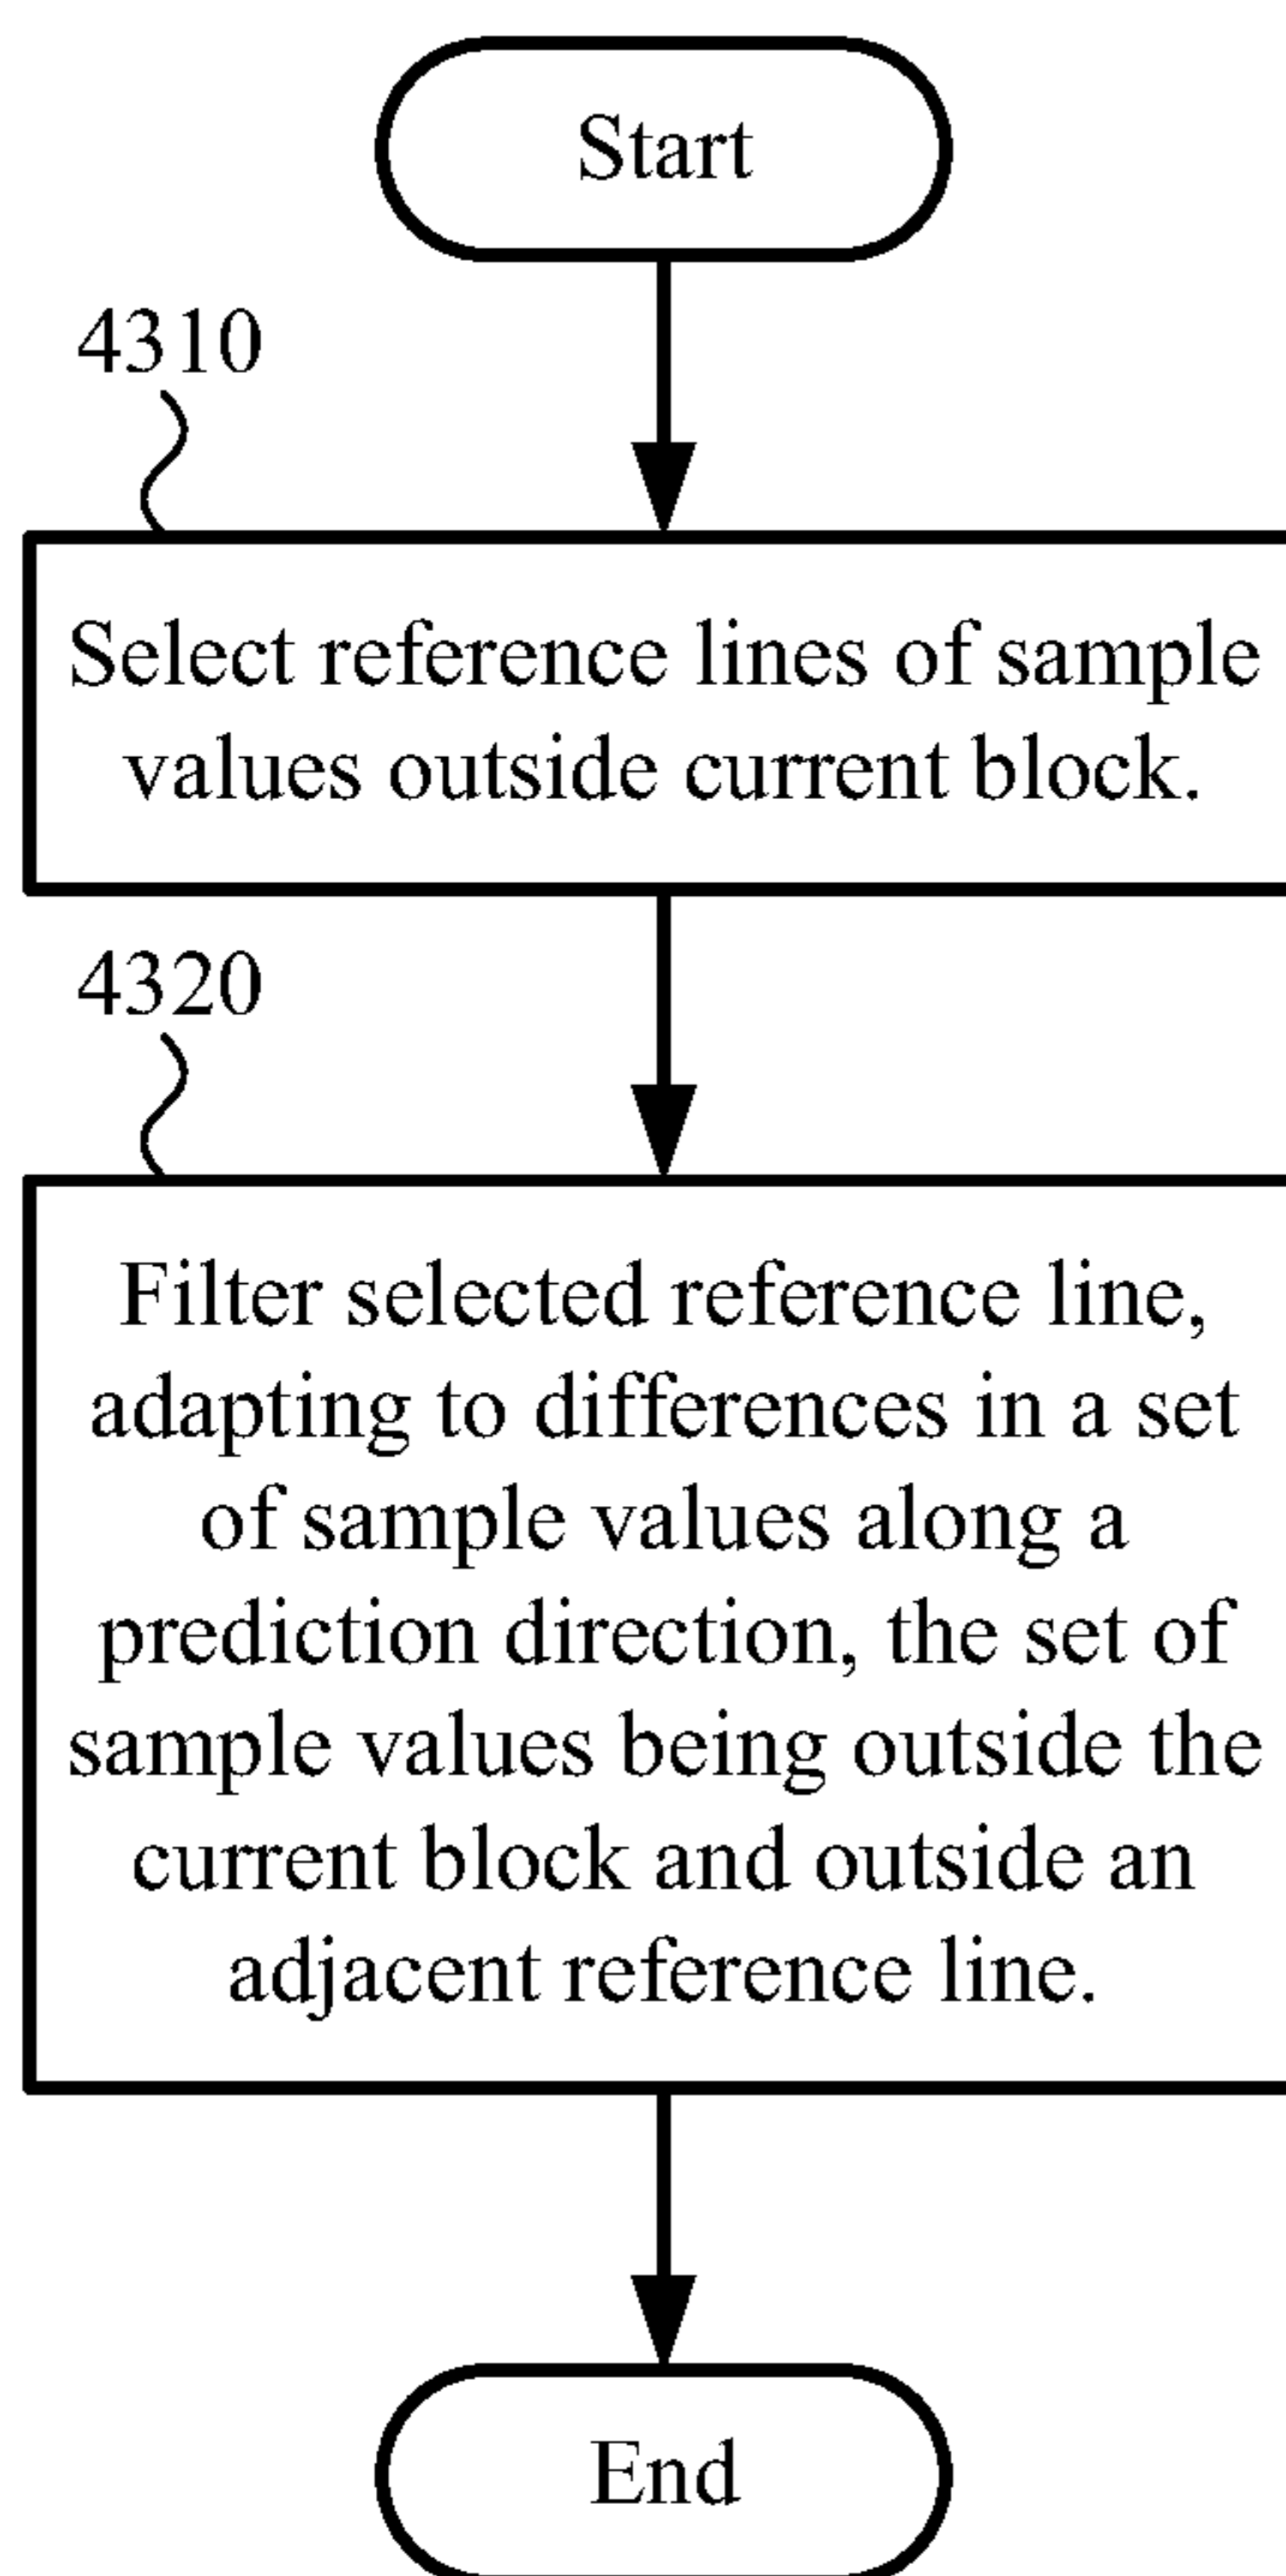 Start
4310
Select reference lines of sample
values outside current block.
4320
Filter selected reference line,
adapting to differences in a set
of sample values along a
prediction direction, the set of
sample values being outside the
current block and outside an
adjacent reference line.
End